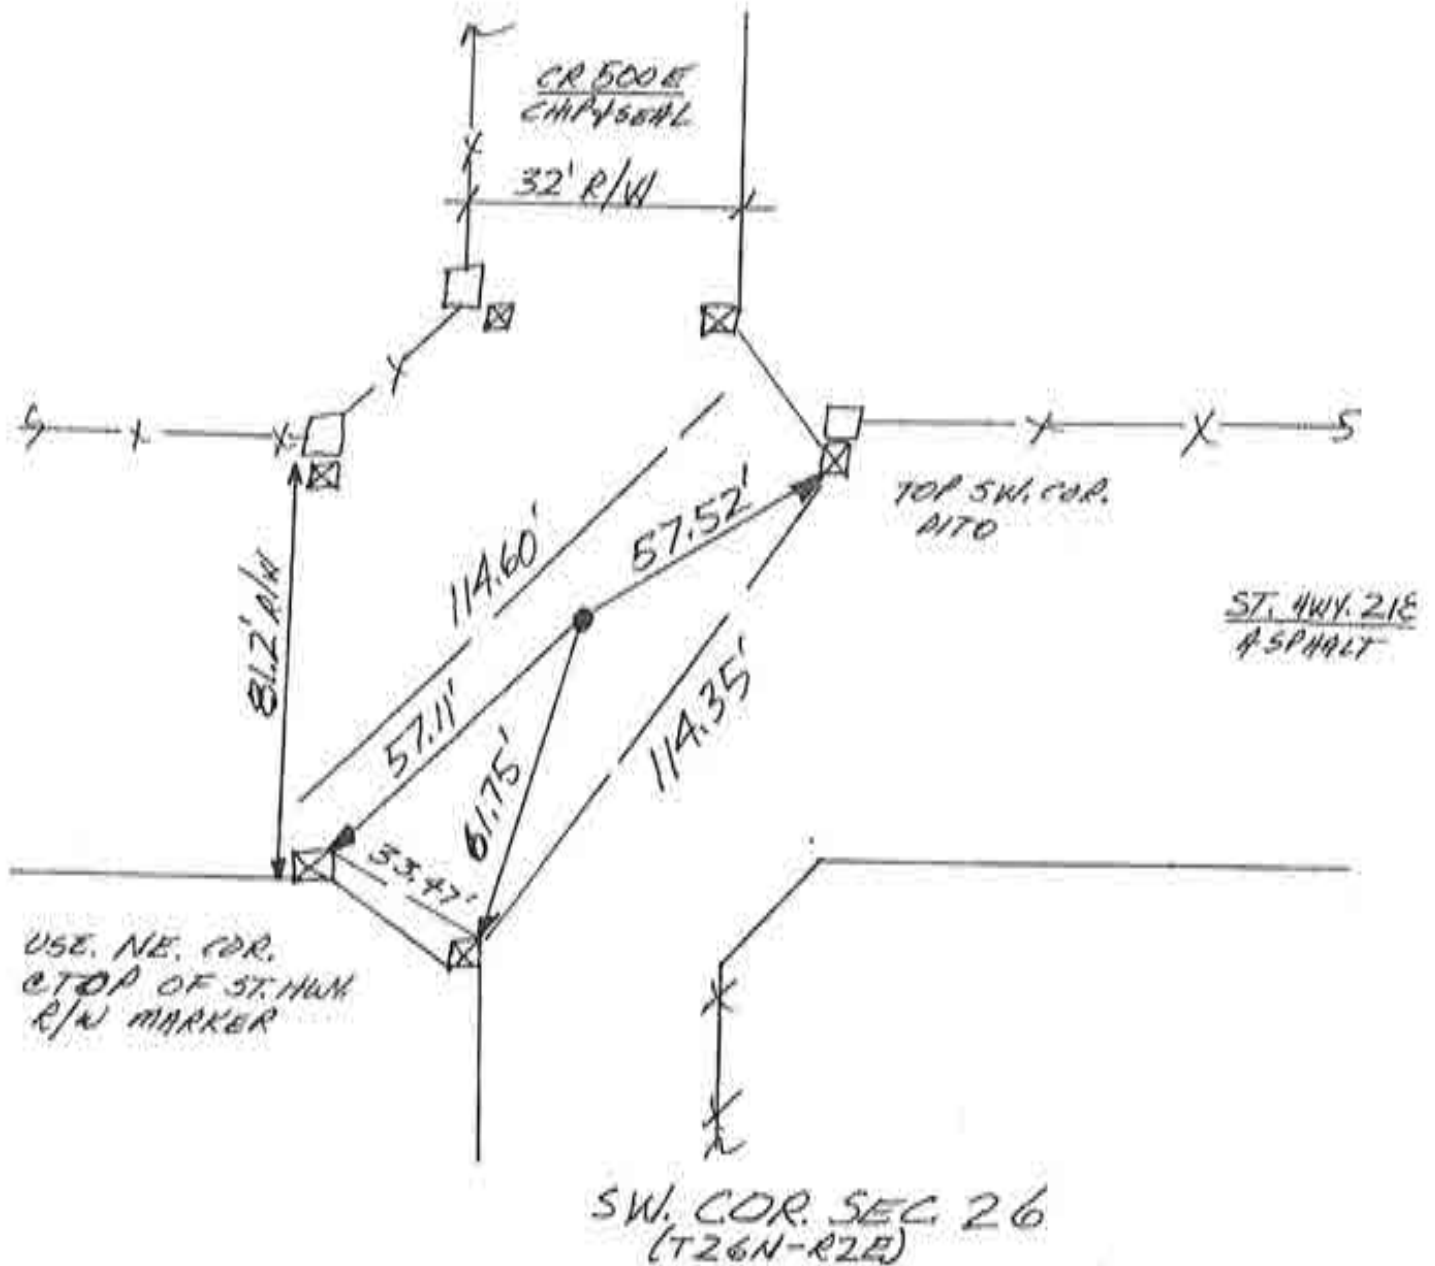 CR 500E
CHIP & SEAL
32' R/W
TOP SW. COR.
DITO
57.52'
114.60'
81.2' R/W
ST. HWY. 218
ASPHALT
57.11'
61.75'
114.35'
33.47'
USE. NE. COR.
@ TOP OF ST. HWY.
R/W MARKER
SW. COR. SEC. 26
(T26N-R2E)